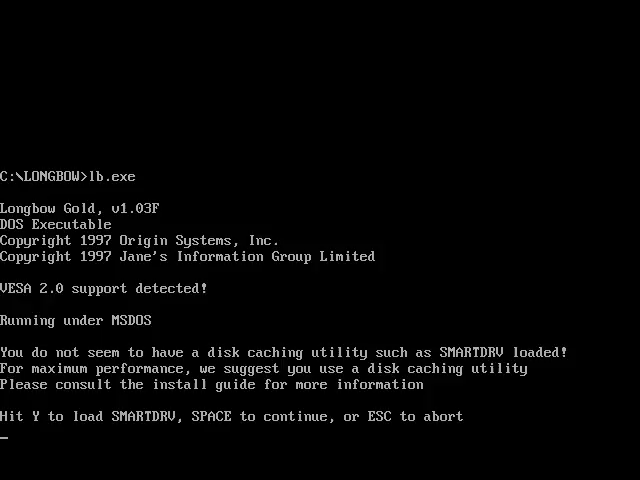 C:\LONGBOW>lb.exe
Longbow Gold, v1.03F
DOS Executable
Copyright 1997 Origin Systems, Inc.
Copyright 1997 Jane's Information Group Limited
VESA 2.0 support detected!
Running under MSDOS
You do not seem to have a disk caching utility such as SMARTDRV loaded!
For maximum performance, we suggest you use a disk caching utility
Please consult the install guide for more information
Hit Y to load SMARTDRV, SPACE to continue, or ESC to abort
_